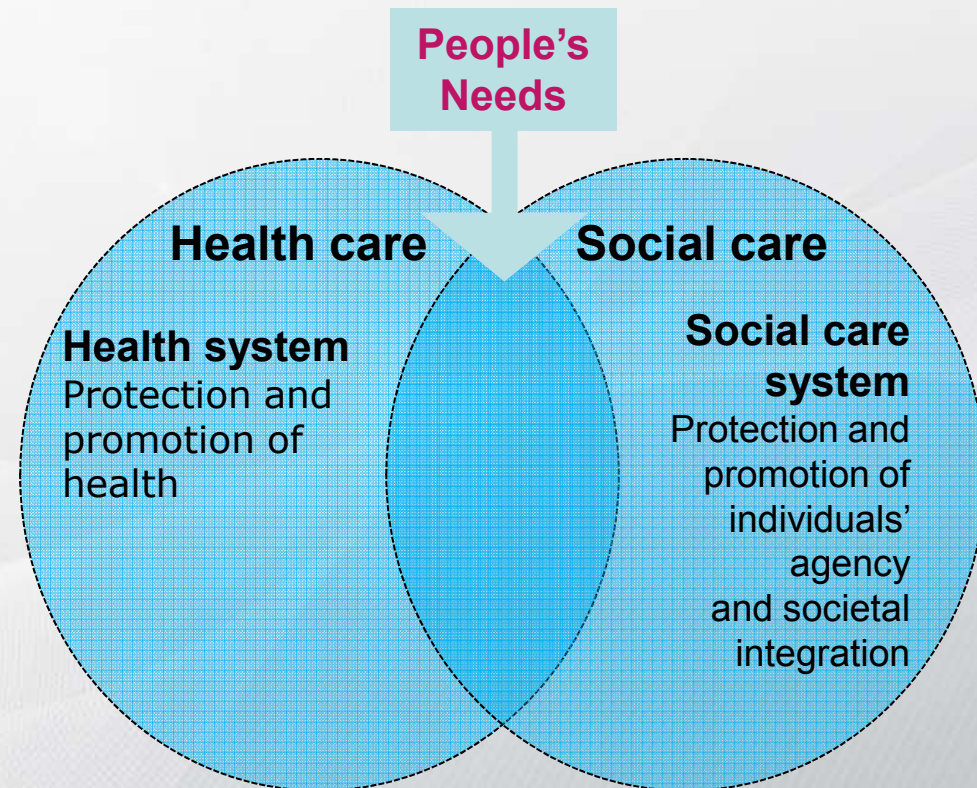 People’s
Needs
Health care
Social care
Health system
Protection and
promotion of
health
Social care
system
Protection and
promotion of
individuals’
agency
and societal
integration